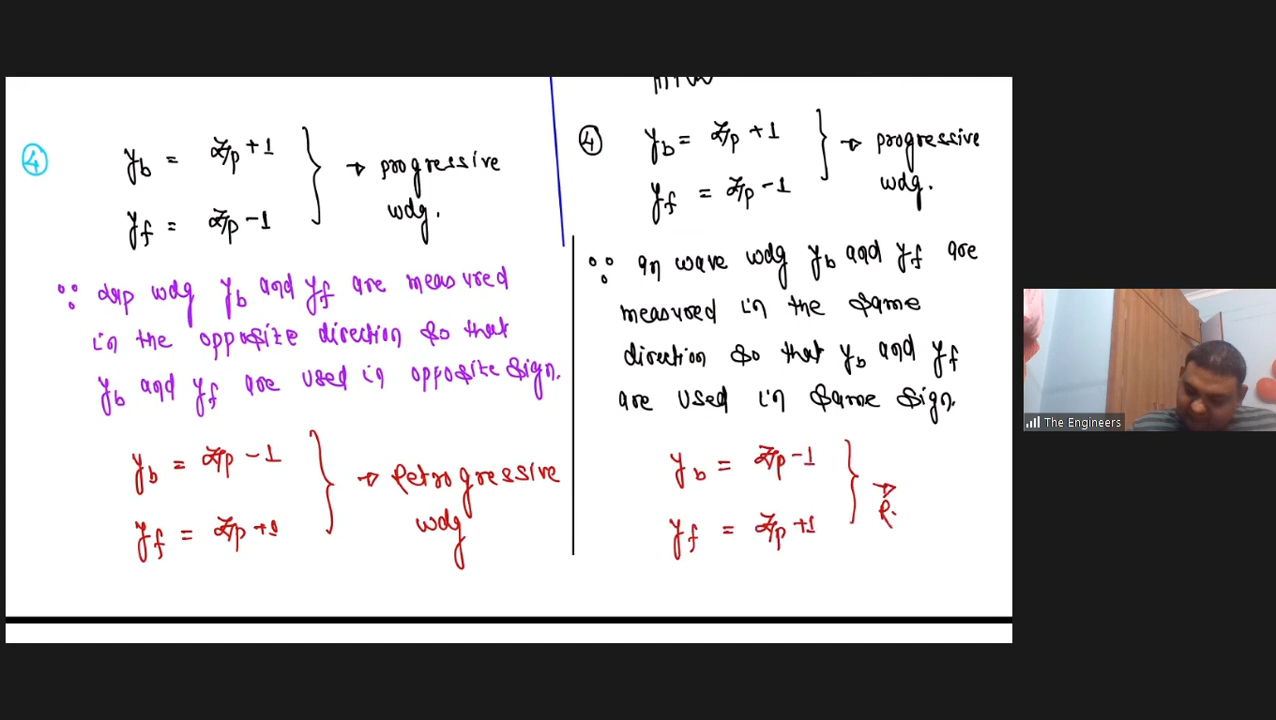 ④
yb = Z/p + 1
→ progressive
wdg.
yf = Z/p - 1
∵ Lap wdg yb and yf are measured
in the opposite direction so that
yb and yf are used in opposite sign.
yb = Z/p - 1
→ Retrogressive
wdg
yf = Z/p + 1
④
yb = Z/p + 1
→ progressive
wdg.
yf = Z/p - 1
∵ In wave wdg yb and yf are
measured in the same
direction so that yb and yf
are used in same sign.
yb = Z/p - 1
→
R.
yf = Z/p + 1
The Engineers